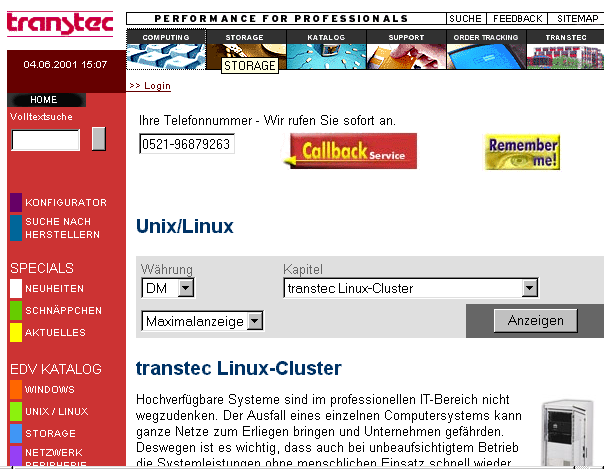 transtec
PERFORMANCE FOR PROFESSIONALS
SUCHE | FEEDBACK | SITEMAP
COMPUTING
STORAGE
KATALOG
SUPPORT
ORDER TRACKING
TRANSTEC
STORAGE
04.06.2001 15:07
>> Login
HOME
Volltextsuche
Ihre Telefonnummer - Wir rufen Sie sofort an.
0521-96879263
Callback Service
Remember
me!
KONFIGURATOR
SUCHE NACH
HERSTELLERN
SPECIALS
NEUHEITEN
SCHNÄPPCHEN
AKTUELLES
EDV KATALOG
WINDOWS
UNIX / LINUX
STORAGE
NETZWERK
PERIPHERIE
Unix/Linux
Währung
Kapitel
DM
transtec Linux-Cluster
Maximalanzeige
Anzeigen
transtec Linux-Cluster
Hochverfügbare Systeme sind im professionellen IT-Bereich nicht
wegzudenken. Der Ausfall eines einzelnen Computersystems kann
ganze Netze zum Erliegen bringen und Unternehmen gefährden.
Deswegen ist es wichtig, dass auch bei unbeaufsichtigtem Betrieb
die Systemleistungen ohne menschlichen Einsatz schnell wieder